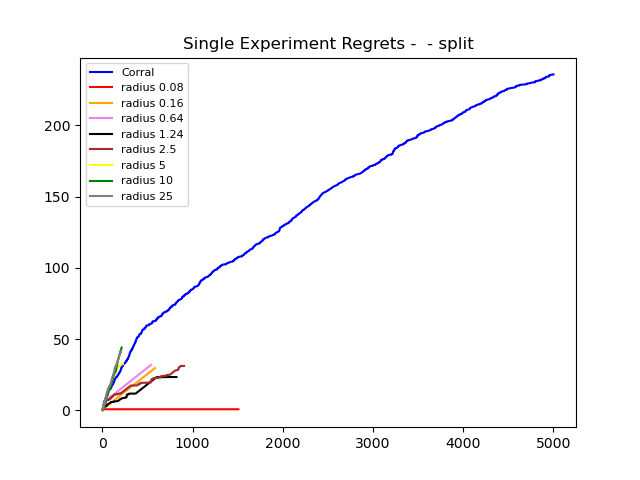 Single Experiment Regrets -  - split
Corral
radius 0.08
radius 0.16
radius 0.64
radius 1.24
radius 2.5
radius 5
radius 10
radius 25
200
150
100
50
0
0 1000 2000 3000 4000 5000